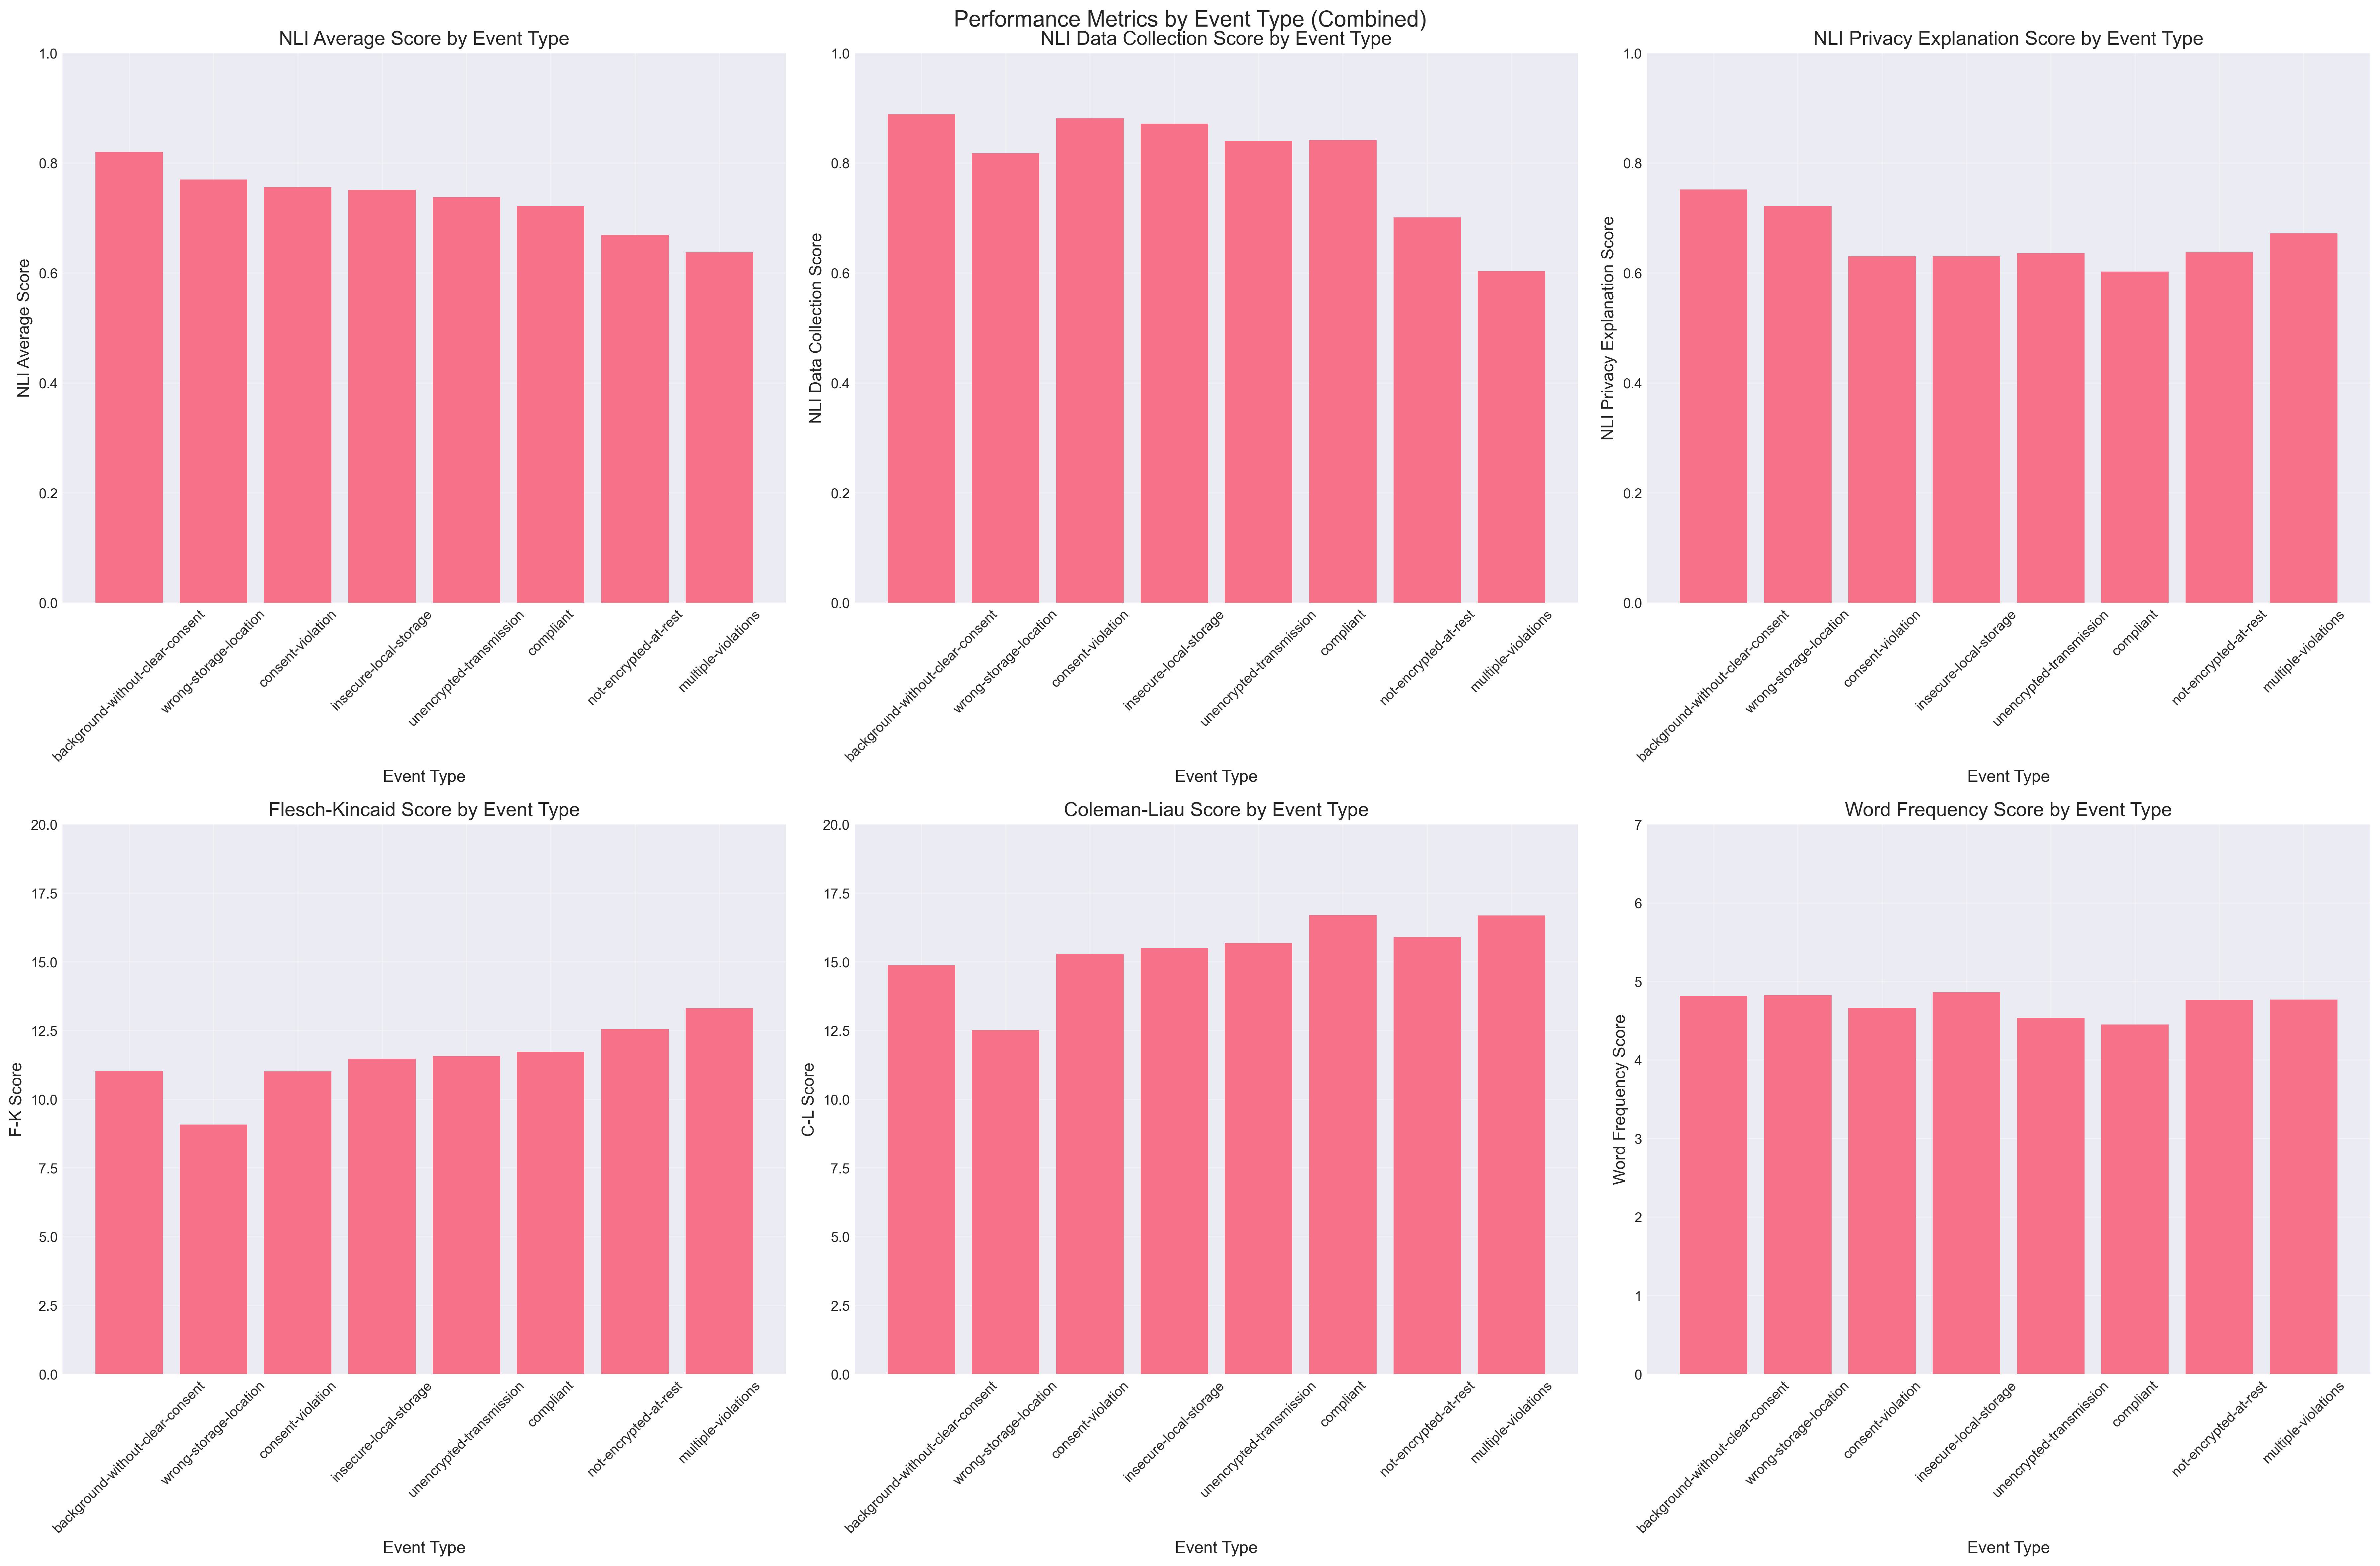 Performance Metrics by Event Type (Combined)
NLI Average Score by Event Type
NLI Average Score
1.0
0.8
0.6
0.4
0.2
0.0
background-without-clear-consent
wrong-storage-location
consent-violation
insecure-local-storage
unencrypted-transmission
compliant
not-encrypted-at-rest
multiple-violations
Event Type
NLI Data Collection Score by Event Type
NLI Data Collection Score
1.0
0.8
0.6
0.4
0.2
0.0
background-without-clear-consent
wrong-storage-location
consent-violation
insecure-local-storage
unencrypted-transmission
compliant
not-encrypted-at-rest
multiple-violations
Event Type
NLI Privacy Explanation Score by Event Type
NLI Privacy Explanation Score
1.0
0.8
0.6
0.4
0.2
0.0
background-without-clear-consent
wrong-storage-location
consent-violation
insecure-local-storage
unencrypted-transmission
compliant
not-encrypted-at-rest
multiple-violations
Event Type
Flesch-Kincaid Score by Event Type
F-K Score
20.0
17.5
15.0
12.5
10.0
7.5
5.0
2.5
0.0
background-without-clear-consent
wrong-storage-location
consent-violation
insecure-local-storage
unencrypted-transmission
compliant
not-encrypted-at-rest
multiple-violations
Event Type
Coleman-Liau Score by Event Type
C-L Score
20.0
17.5
15.0
12.5
10.0
7.5
5.0
2.5
0.0
background-without-clear-consent
wrong-storage-location
consent-violation
insecure-local-storage
unencrypted-transmission
compliant
not-encrypted-at-rest
multiple-violations
Event Type
Word Frequency Score by Event Type
Word Frequency Score
7
6
5
4
3
2
1
0
background-without-clear-consent
wrong-storage-location
consent-violation
insecure-local-storage
unencrypted-transmission
compliant
not-encrypted-at-rest
multiple-violations
Event Type